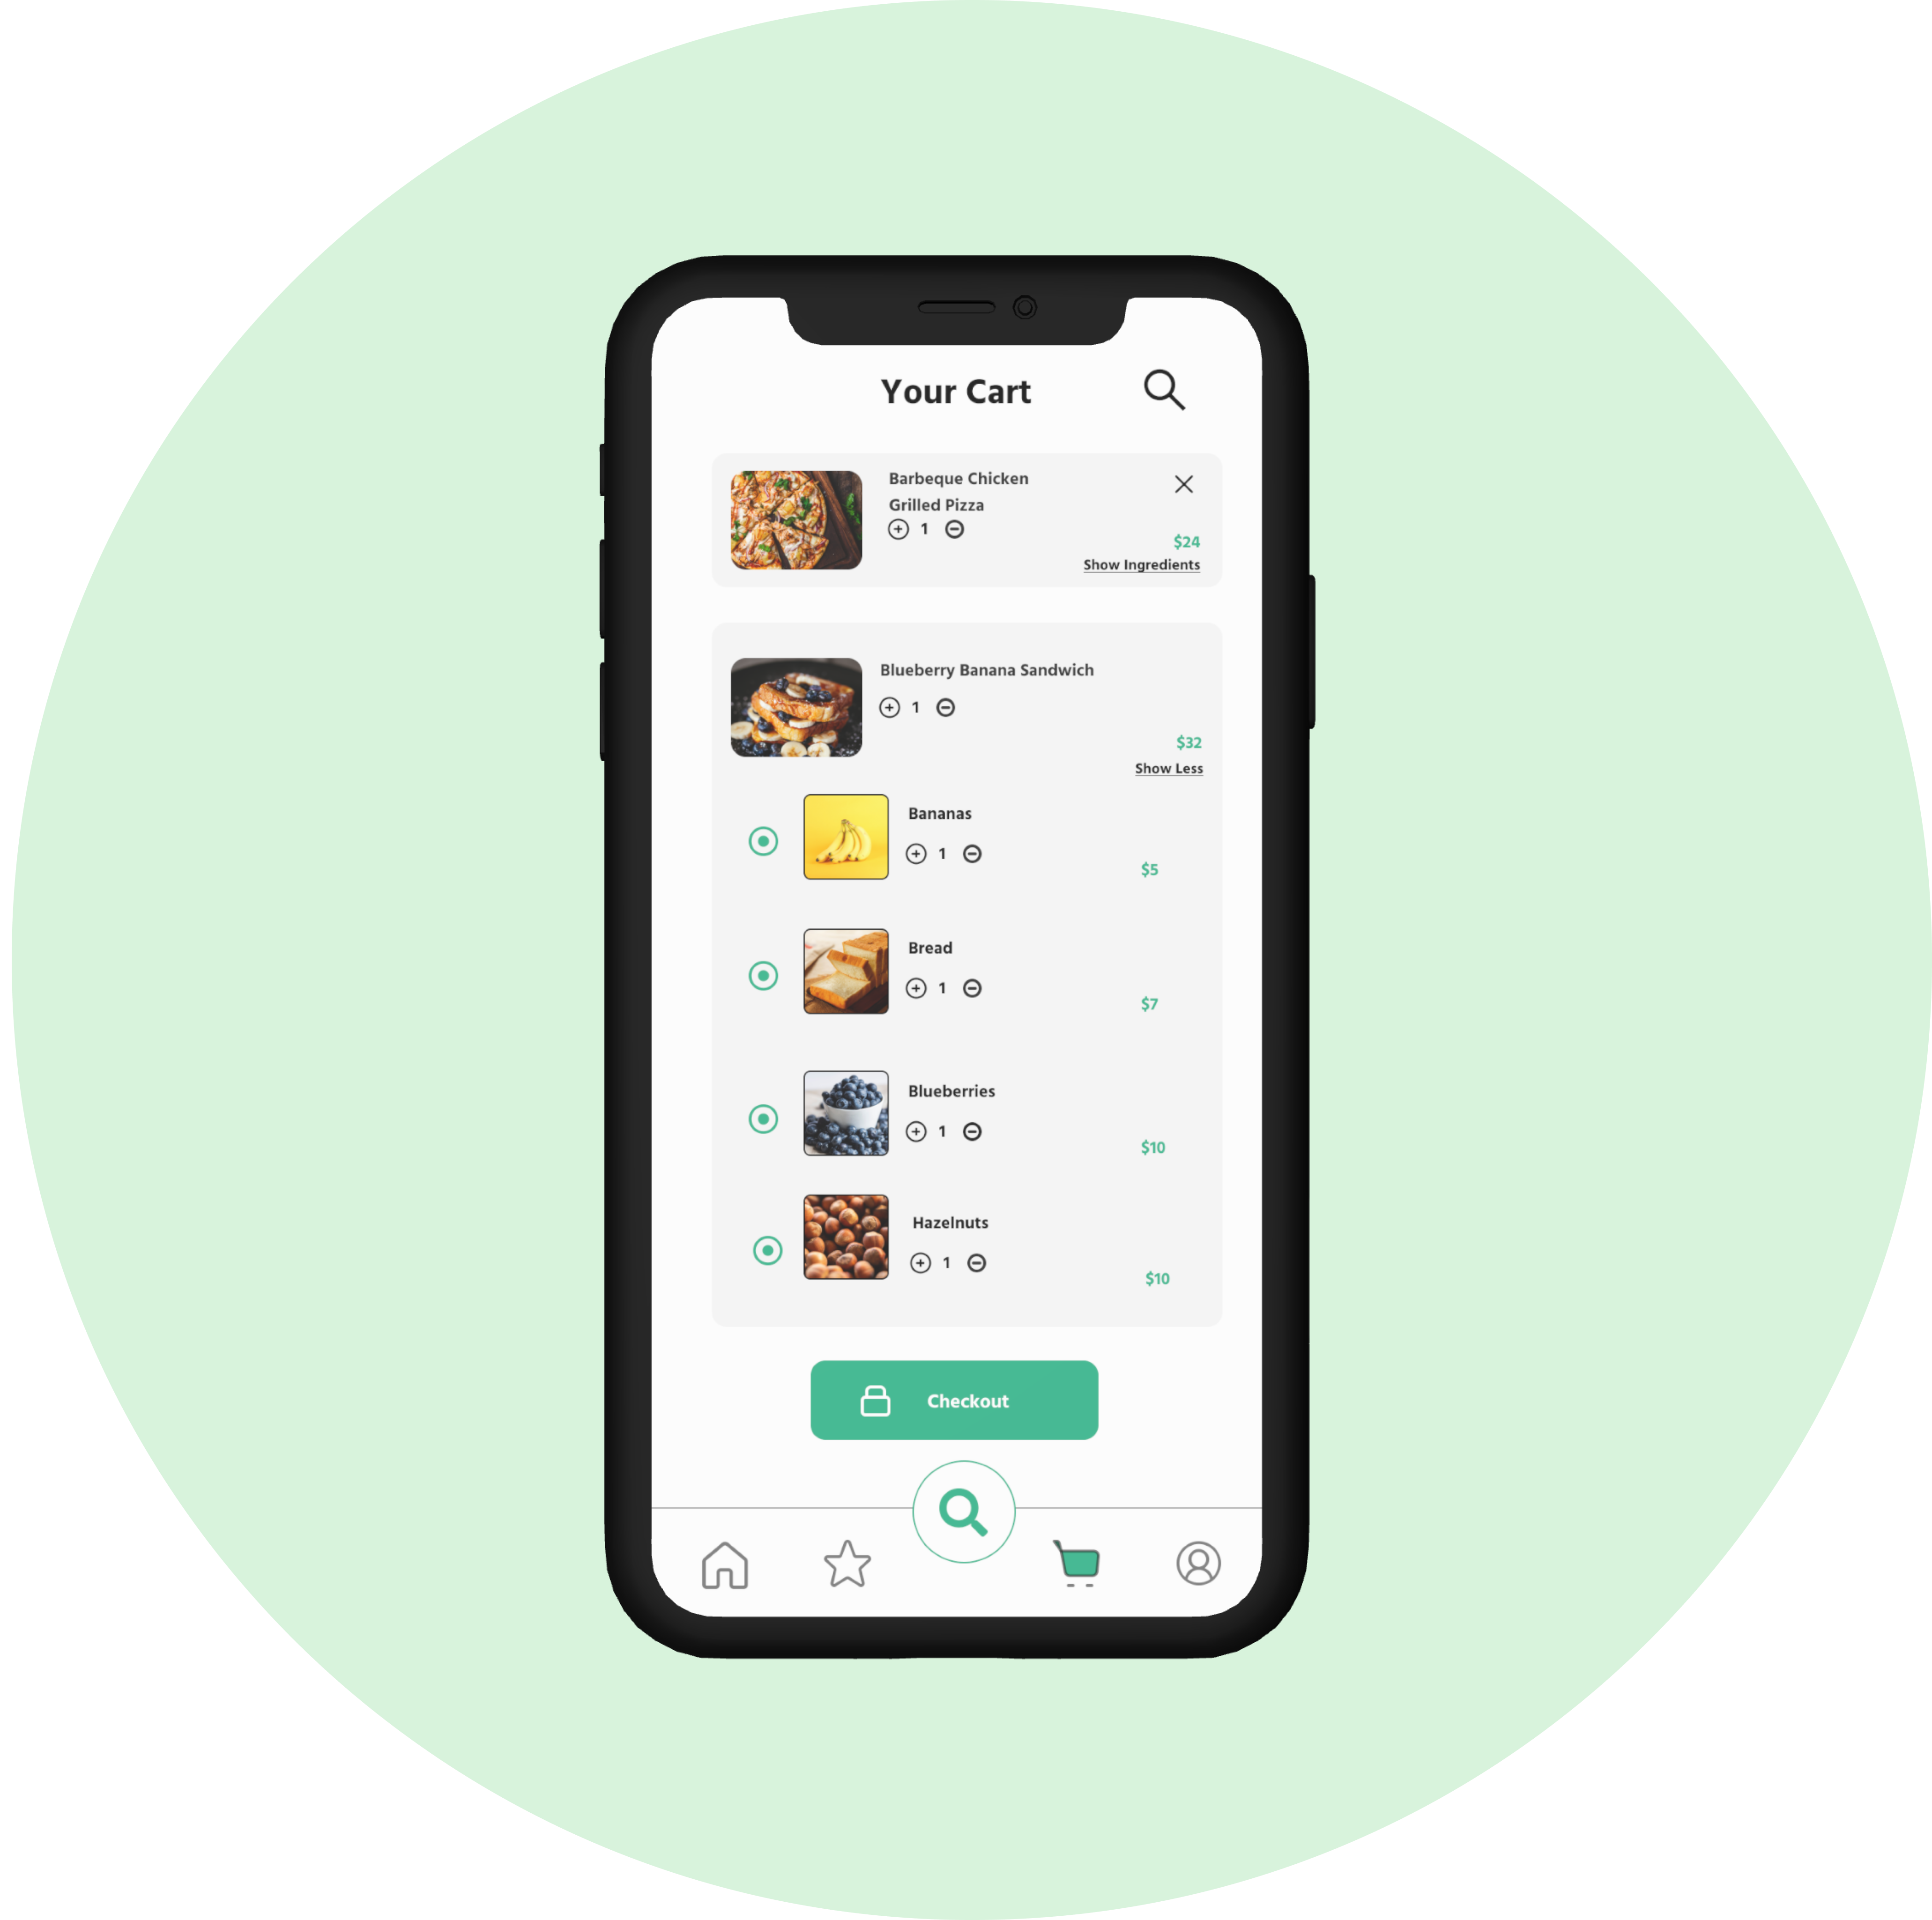 Your Cart
Barbeque Chicken
Grilled Pizza
1
$24
Show Ingredients
Blueberry Banana Sandwich
1
$32
Show Less
Bananas
1
$5
Bread
1
$7
Blueberries
1
$10
Hazelnuts
1
$10
Checkout